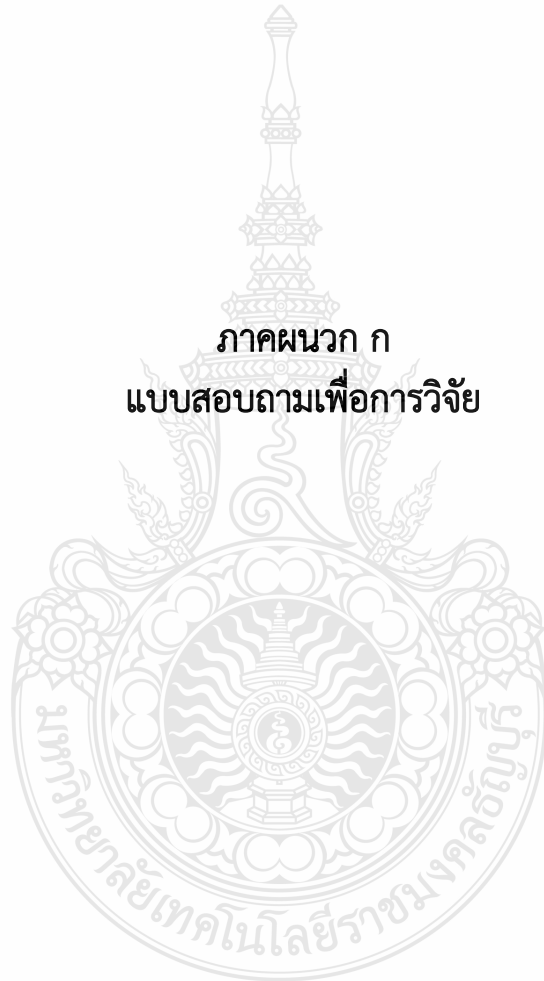 ภาคผนวก ก
แบบสอบถามเพื่อการวิจัย
มหาวิทยาลัยเทคโนโลยีราชมงคลธัญบุรี